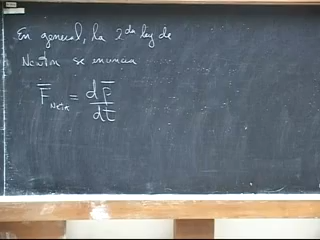 En general, la 2da ley de
Newton se enuncia
F̅ Neta = dp̅/dt